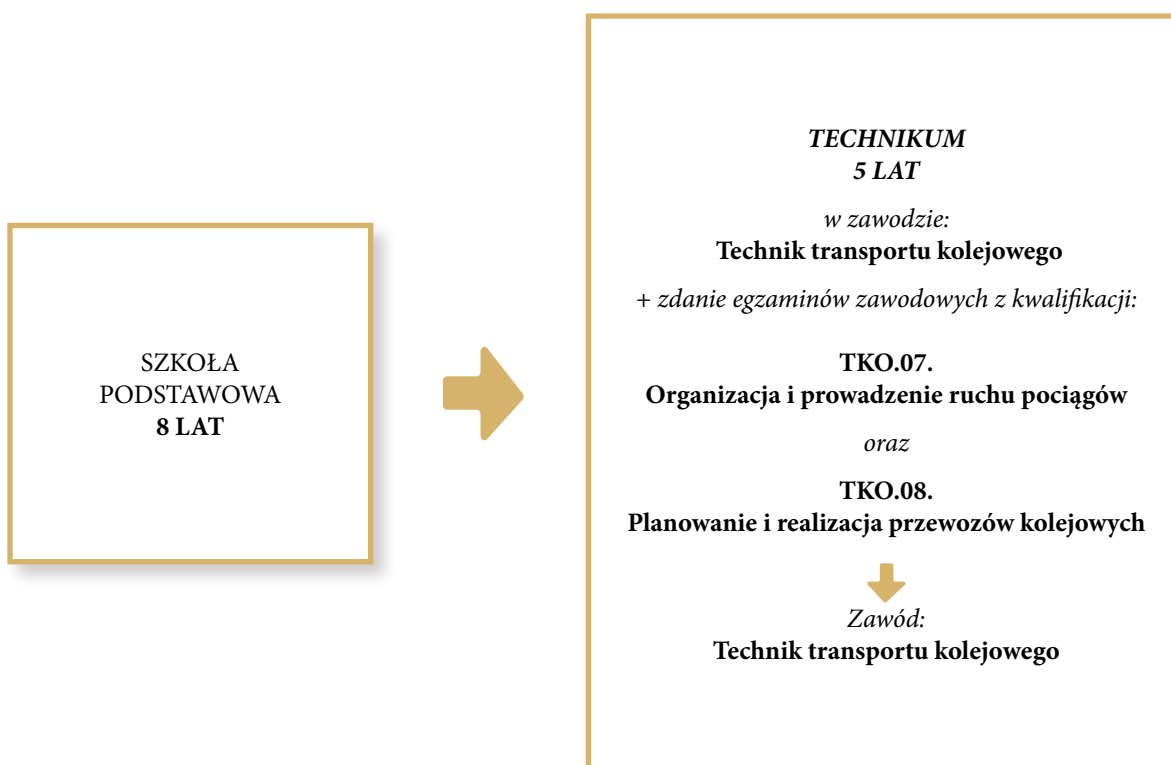 SZKOŁA
PODSTAWOWA
8 LAT
TECHNIKUM
5 LAT
w zawodzie:
Technik transportu kolejowego
+ zdanie egzaminów zawodowych z kwalifikacji:
TKO.07.
Organizacja i prowadzenie ruchu pociągów
oraz
TKO.08.
Planowanie i realizacja przewozów kolejowych
Zawód:
Technik transportu kolejowego